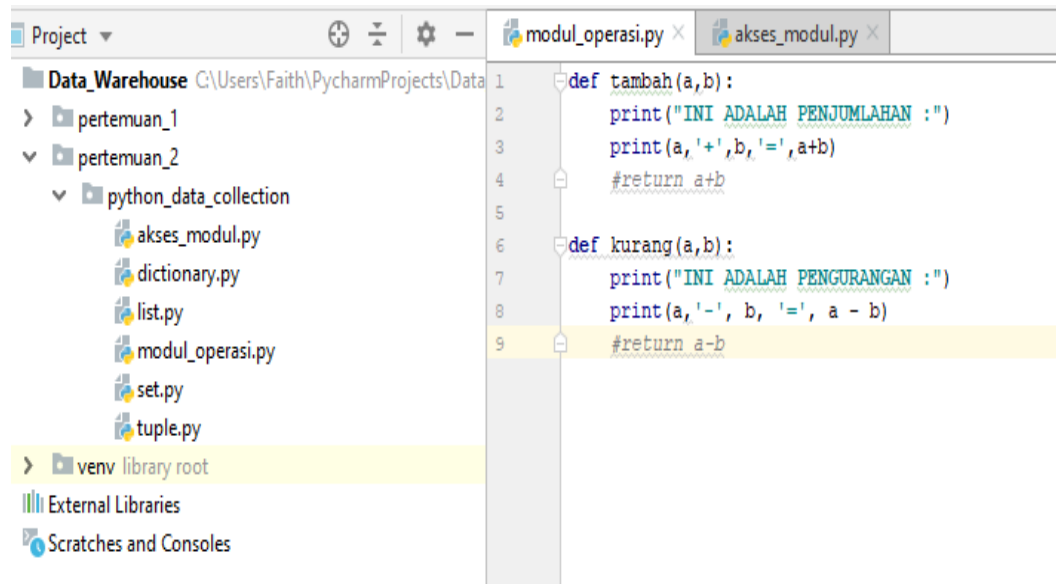 Project
Data_Warehouse C:\Users\Faith\PycharmProjects\Data
pertemuan_1
pertemuan_2
python_data_collection
akses_modul.py
dictionary.py
list.py
modul_operasi.py
set.py
tuple.py
venv library root
External Libraries
Scratches and Consoles
modul_operasi.py akses_modul.py
1 def tambah(a,b):
2 print("INI ADALAH PENJUMLAHAN :")
3 print(a,'+',b,'=',a+b)
4 #return a+b
5
6 def kurang(a,b):
7 print("INI ADALAH PENGURANGAN :")
8 print(a,'-', b, '=', a - b)
9 #return a-b